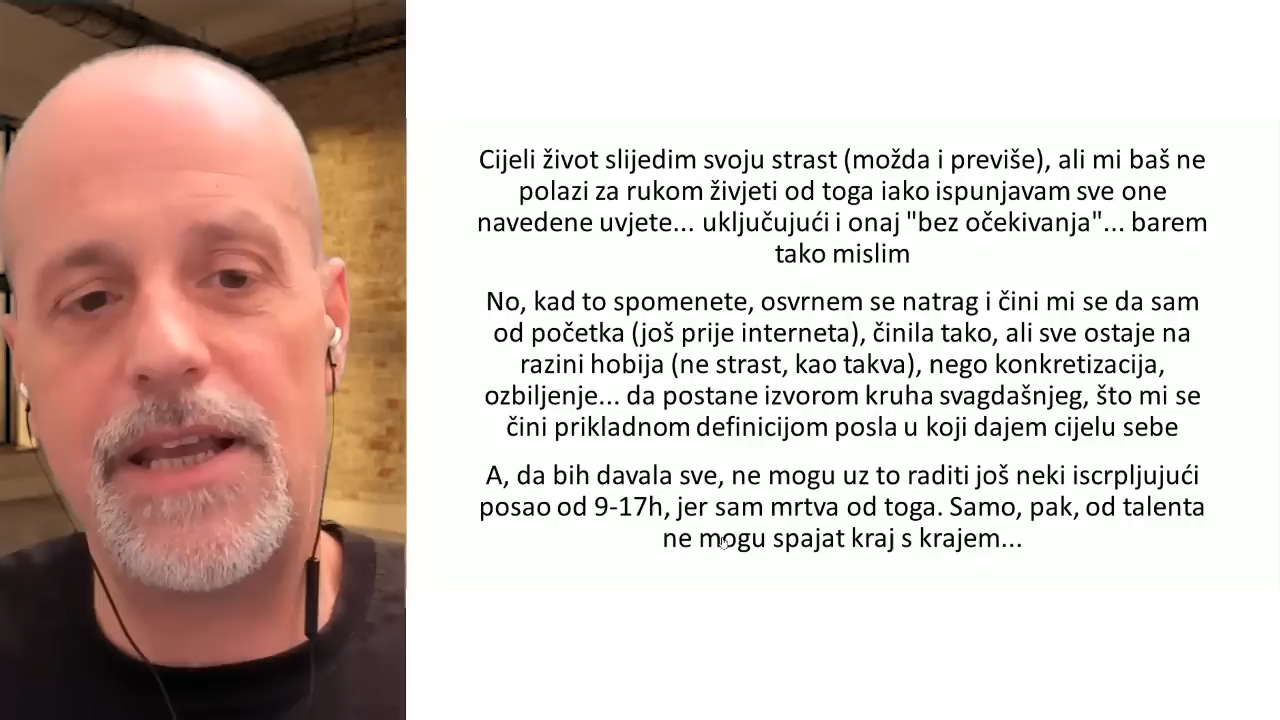 Cijeli život slijedim svoju strast (možda i previše), ali mi baš ne
polazi za rukom živjeti od toga iako ispunjavam sve one
navedene uvjete... uključujući i onaj "bez očekivanja"... barem
tako mislim
No, kad to spomenete, osvrnem se natrag i čini mi se da sam
od početka (još prije interneta), činila tako, ali sve ostaje na
razini hobija (ne strast, kao takva), nego konkretizacija,
ozbiljenje... da postane izvorom kruha svagdašnjeg, što mi se
čini prikladnom definicijom posla u koji dajem cijelu sebe
A, da bih davala sve, ne mogu uz to raditi još neki iscrpljujući
posao od 9-17h, jer sam mrtva od toga. Samo, pak, od talenta
ne mogu spajat kraj s krajem...